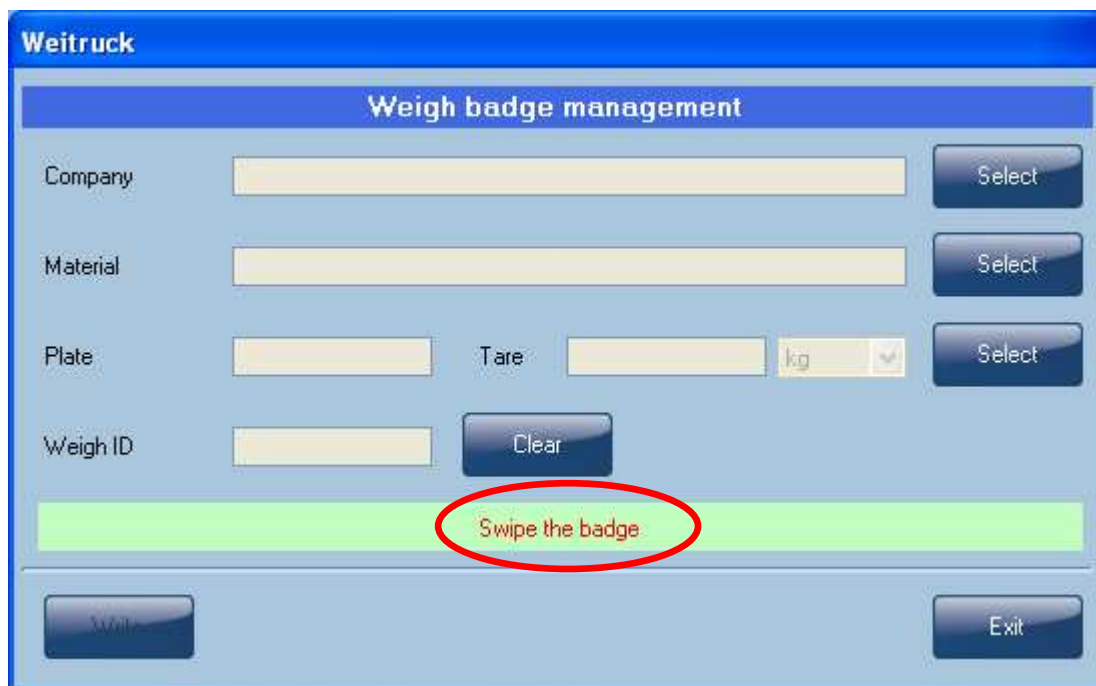 Weitruck
Weigh badge management
Company Select
Material Select
Plate Tare kg Select
Weigh ID Clear
Swipe the badge
Write Exit